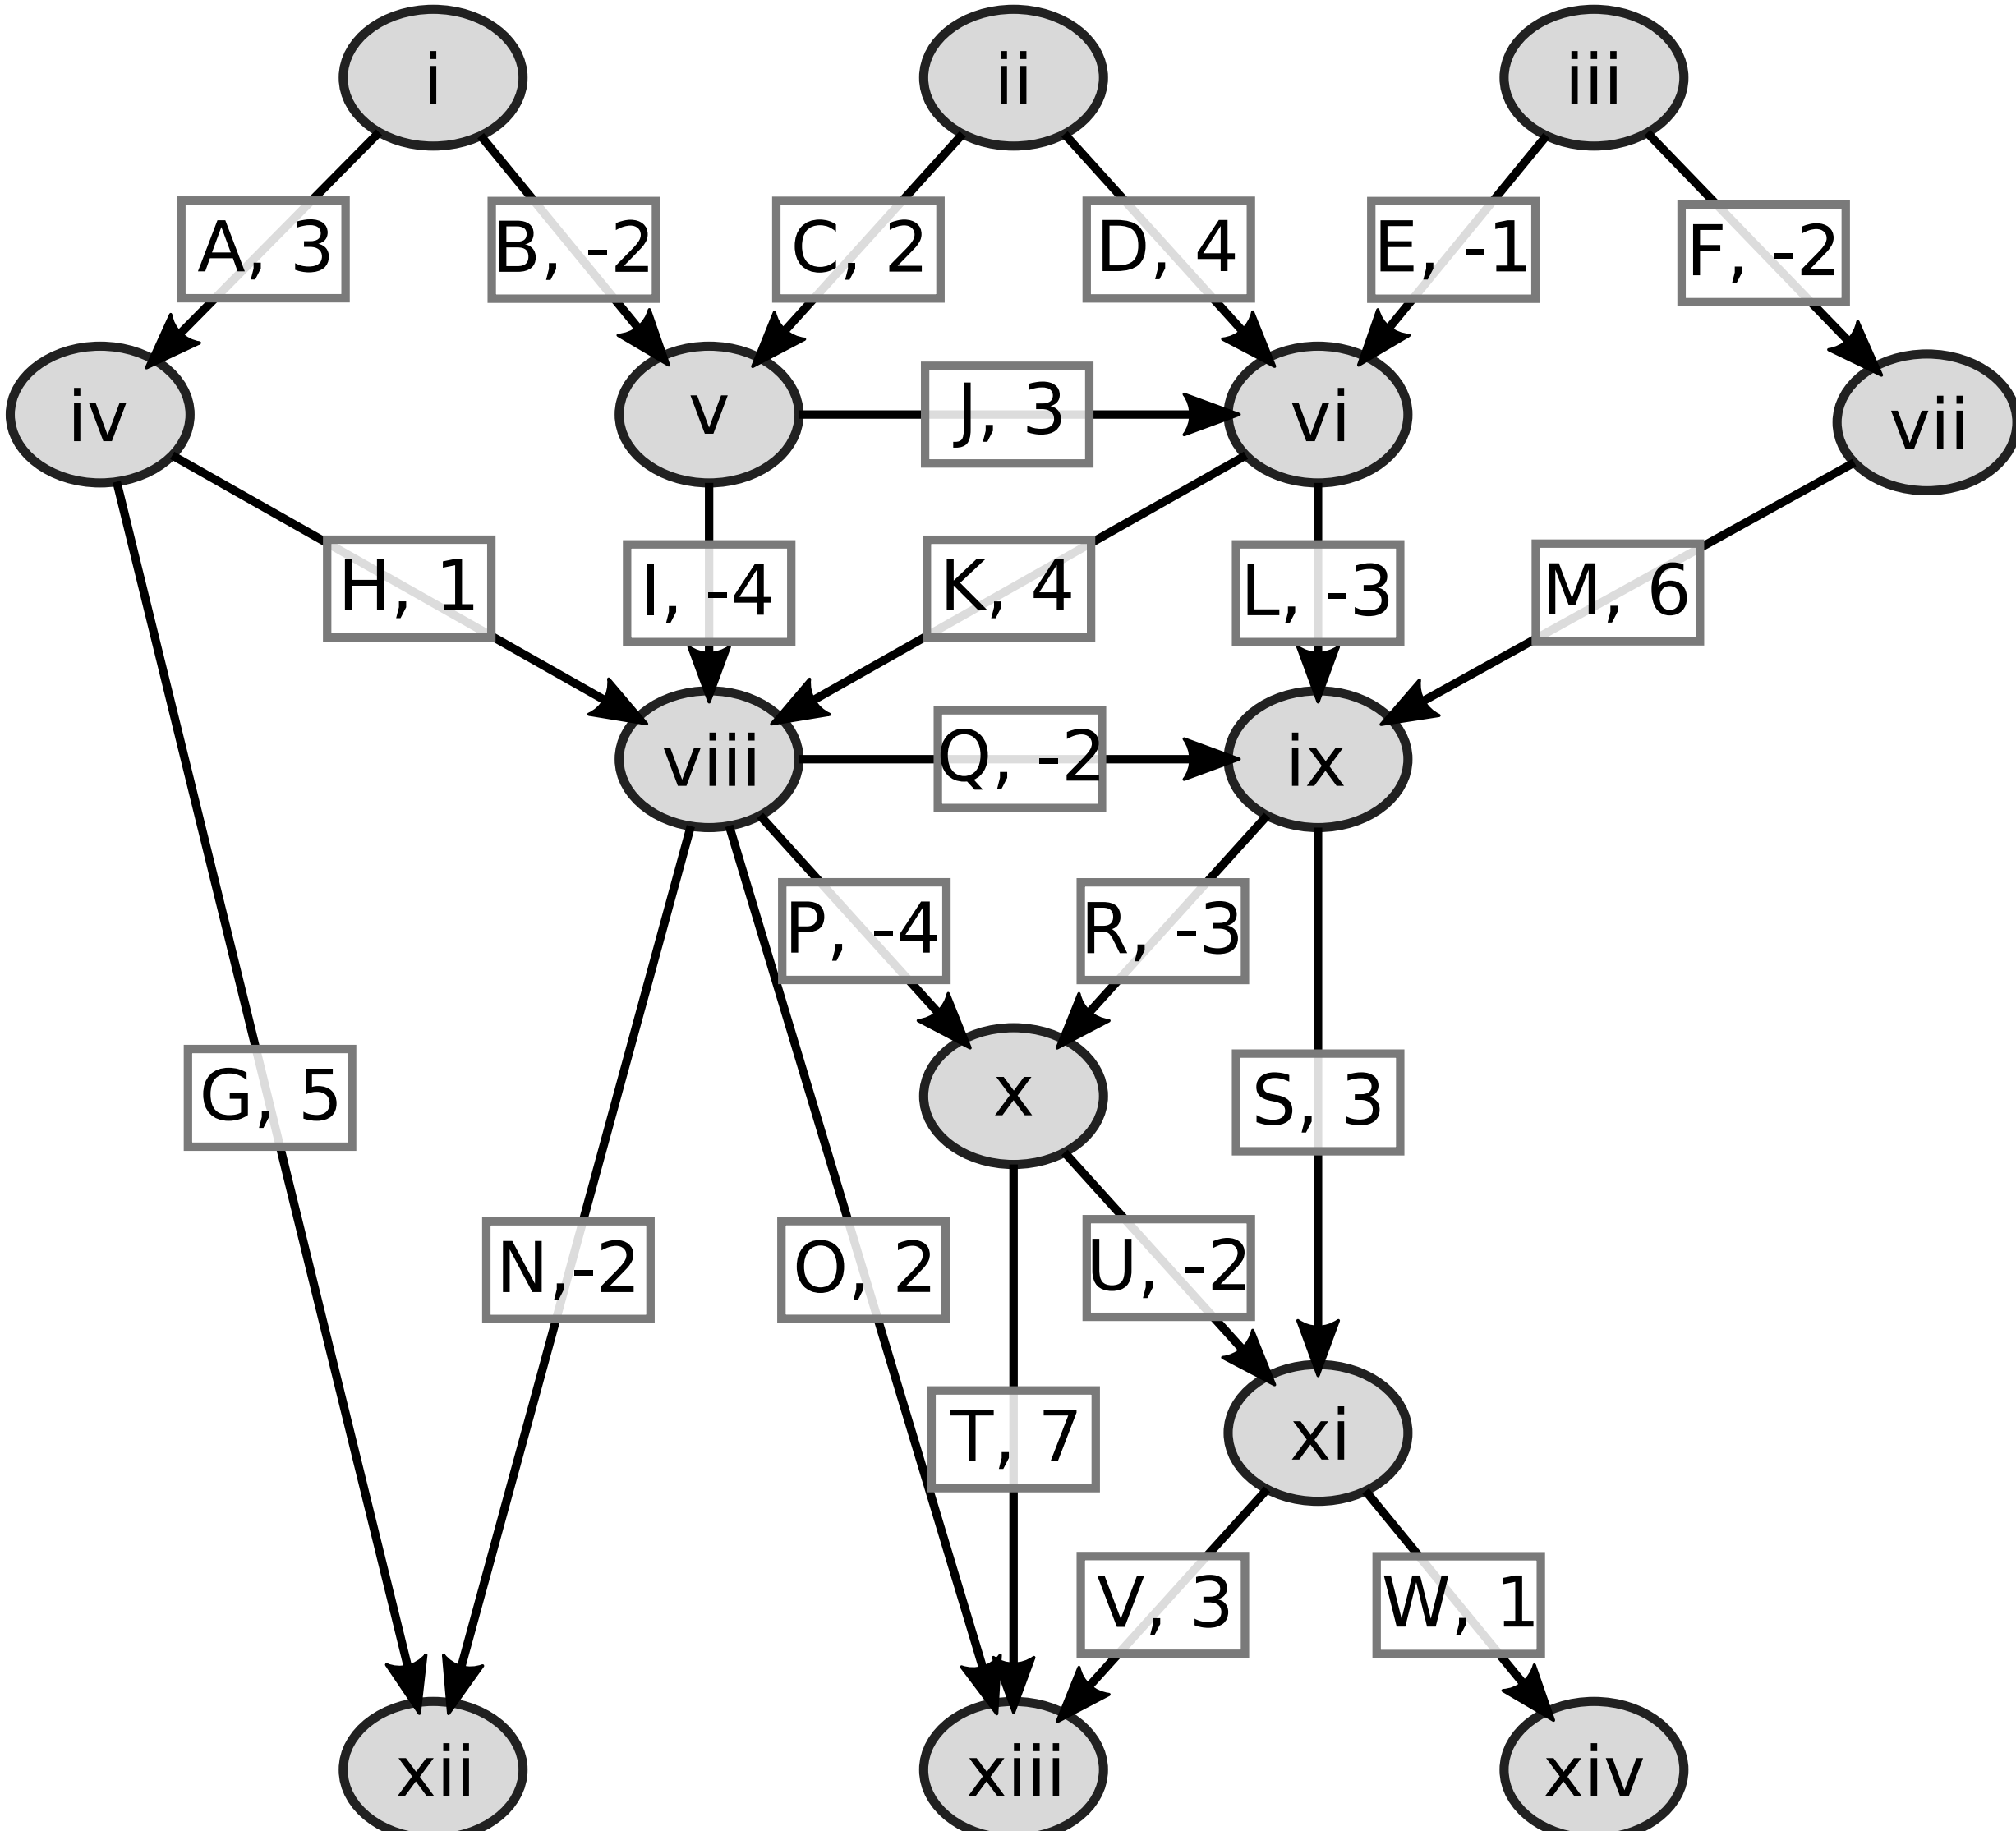 i
ii
iii
A, 3
B, -2
C, 2
D, 4
E, -1
F, -2
iv
v
J, 3
vi
vii
H, 1
I, -4
K, 4
L, -3
M, 6
viii
Q, -2
ix
P, -4
R, -3
G, 5
x
S, 3
N,-2
O, 2
U, -2
T, 7
xi
V, 3
W, 1
xii
xiii
xiv